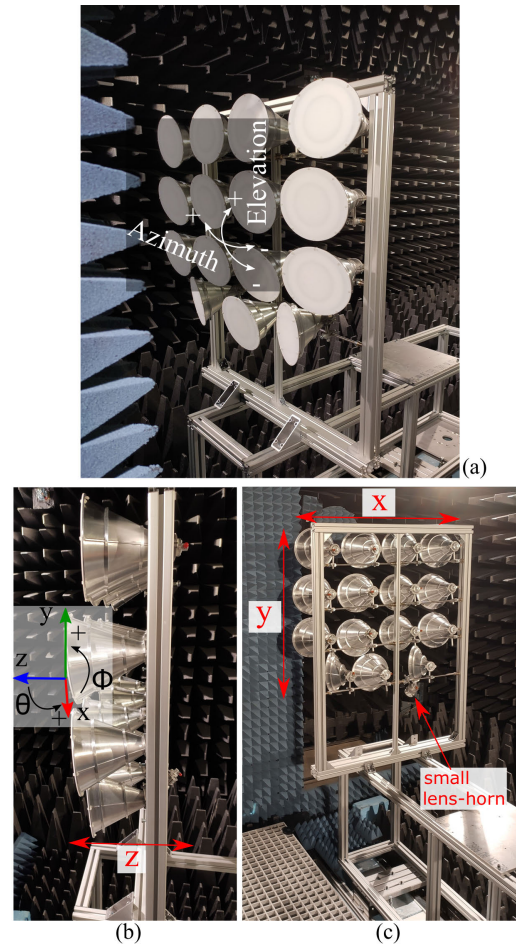 Elevation
+
+
Azimuth
-
-
(a)
y
+
z
Φ
θ
+
x
z
(b)
x
y
small
lens-horn
(c)